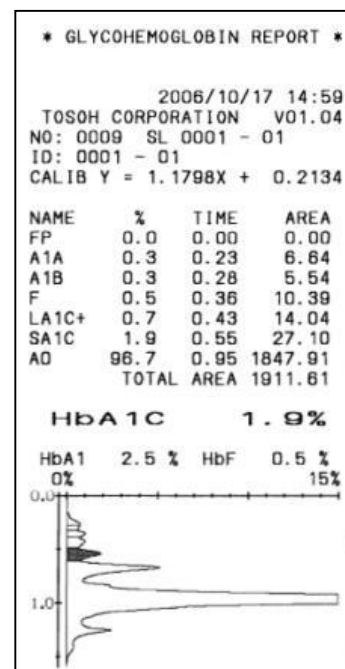 * GLYCOHEMOGLOBIN REPORT *
2006/10/17 14:59
TOSOH CORPORATION V01.04
NO: 0009 SL 0001 - 01
ID: 0001 - 01
CALIB Y = 1.1798X + 0.2134
NAME % TIME AREA
FP 0.0 0.00 0.00
A1A 0.3 0.23 6.64
A1B 0.3 0.28 5.54
F 0.5 0.36 10.39
LA1C+ 0.7 0.43 14.04
SA1C 1.9 0.55 27.10
AO 96.7 0.95 1847.91
TOTAL AREA 1911.61
HbA1C 1.9%
HbA1 2.5 % HbF 0.5 %
0% 15%
0.0
1.0